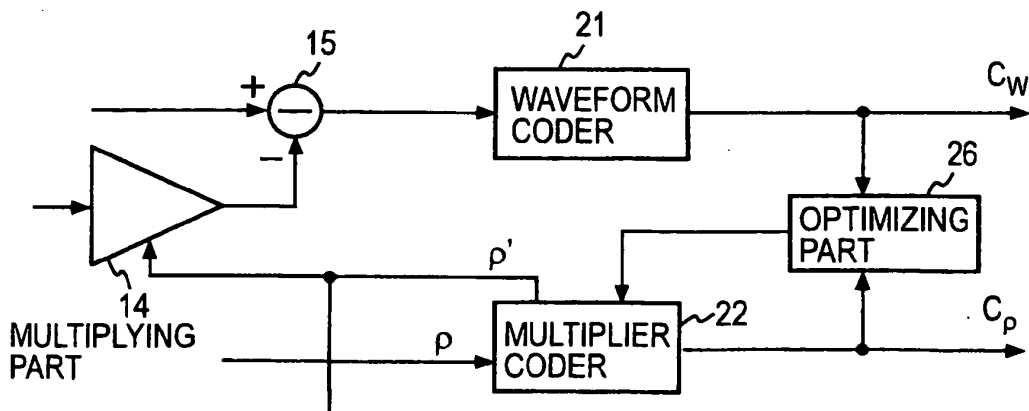 15
21
+
−
WAVEFORM
CODER
C_W
−
26
OPTIMIZING
PART
ρ'
14
MULTIPLYING
PART
ρ
MULTIPLIER
CODER
22
C_ρ